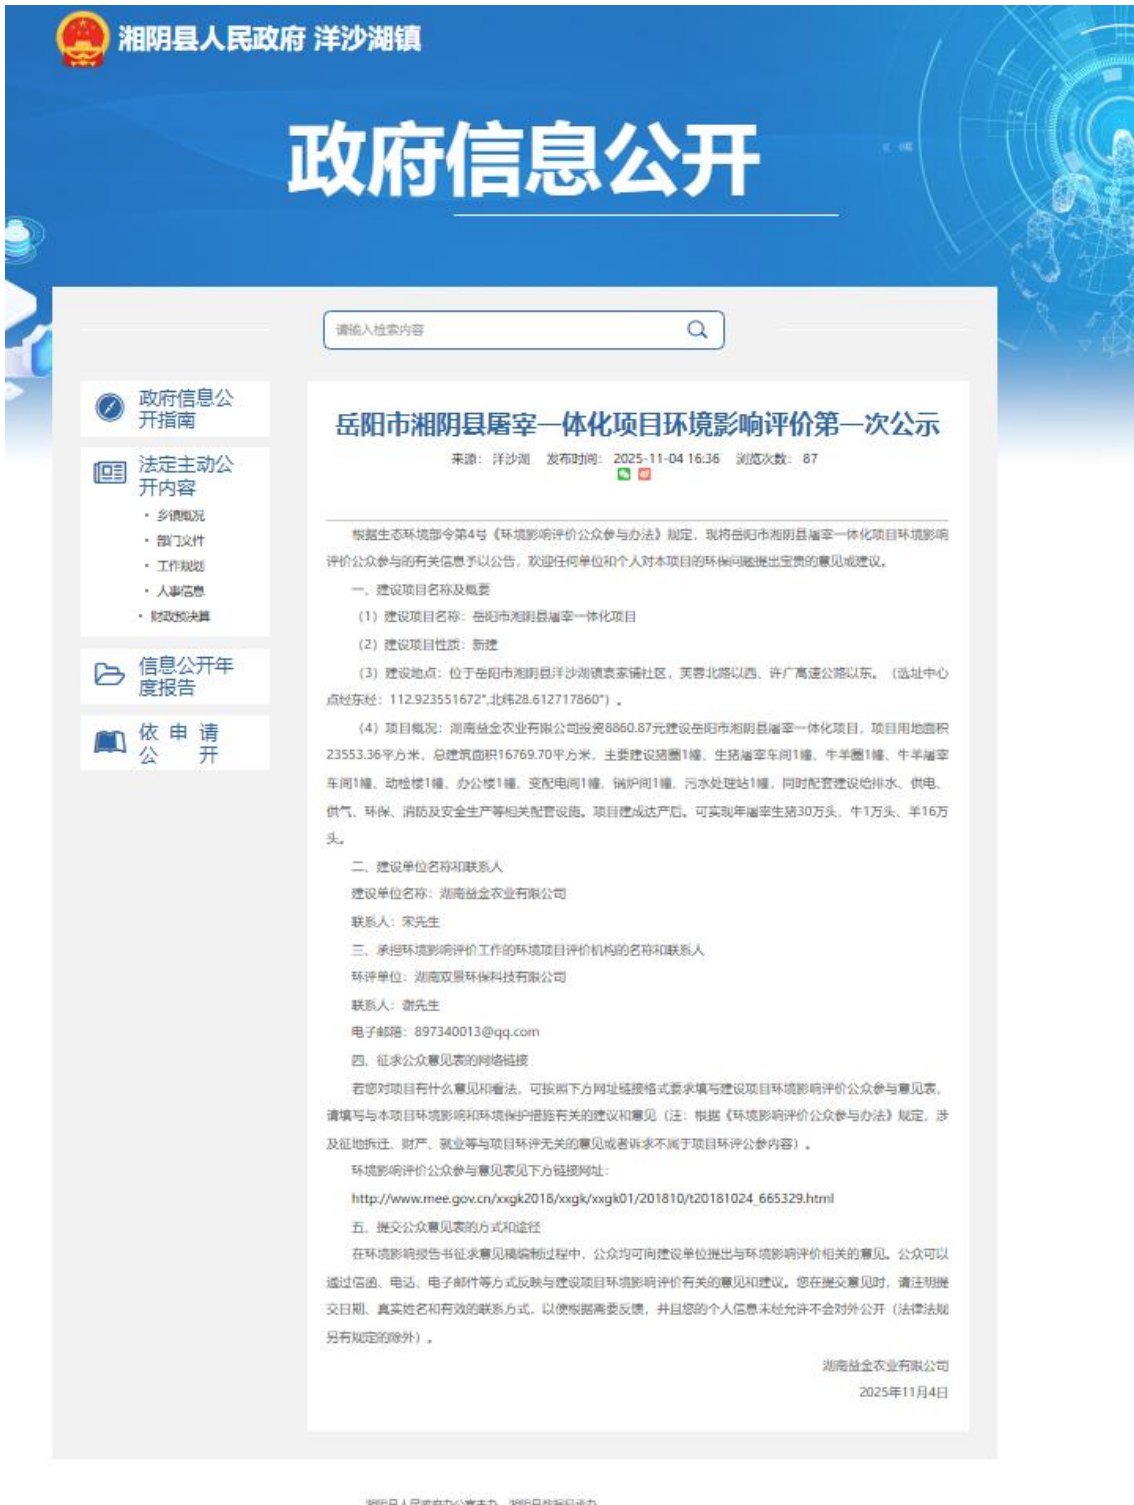 湘阴县人民政府 洋沙湖镇
政府信息公开
请输入检索内容
政府信息公
开指南
法定主动公
开内容
· 乡镇概况
· 部门文件
· 工作规划
· 人事信息
· 财政预决算
信息公开年
度报告
依 申 请
公 开
岳阳市湘阴县屠宰一体化项目环境影响评价第一次公示
来源: 洋沙湖 发布时间: 2025-11-04 16:36 浏览次数: 87
根据生态环境部令第4号《环境影响评价公众参与办法》规定，现将岳阳市湘阴县屠宰一体化项目环境影响
评价公众参与的有关信息予以公告，欢迎任何单位和个人对本项目的环保问题提出宝贵的意见或建议。
一、建设项目名称及概要
（1）建设项目名称：岳阳市湘阴县屠宰一体化项目
（2）建设项目性质：新建
（3）建设地点：位于岳阳市湘阴县洋沙湖镇袁家铺社区，芙蓉北路以西、许广高速公路以东。（选址中心
点经东经：112.923551672°,北纬28.612717860°）。
（4）项目概况：湖南益金农业有限公司投资8860.87元建设岳阳市湘阴县屠宰一体化项目，项目用地面积
23553.36平方米，总建筑面积16769.70平方米，主要建设猪圈1幢、生猪屠宰车间1幢、牛羊圈1幢、牛羊屠宰
车间1幢、动检楼1幢、办公楼1幢、变配电间1幢、锅炉间1幢、污水处理站1幢，同时配套建设给排水、供电、
供气、环保、消防及安全生产等相关配套设施。项目建成达产后。可实现年屠宰生猪30万头，牛1万头、羊16万
头。
二、建设单位名称和联系人
建设单位名称：湖南益金农业有限公司
联系人：宋先生
三、承担环境影响评价工作的环境项目评价机构的名称和联系人
环评单位：湖南双景环保科技有限公司
联系人：谢先生
电子邮箱：897340013@qq.com
四、征求公众意见表的网络链接
若您对项目有什么意见和看法，可按照下方网址链接格式要求填写建设项目环境影响评价公众参与意见表，
请填写与本项目环境影响和环境保护措施有关的建议和意见（注：根据《环境影响评价公众参与办法》规定，涉
及征地拆迁、财产、就业等与项目环评无关的意见或者诉求不属于项目环评公参内容）。
环境影响评价公众参与意见表见下方链接网址：
http://www.mee.gov.cn/xxgk2018/xxgk/xxgk01/201810/t20181024_665329.html
五、提交公众意见表的方式和途径
在环境影响报告书征求意见稿编制过程中，公众均可向建设单位提出与环境影响评价相关的意见。公众可以
通过信函、电话、电子邮件等方式反映与建设项目环境影响评价有关的意见和建议。您在提交意见时，请注明提
交日期、真实姓名和有效的联系方式，以便根据需要反馈，并且您的个人信息未经允许不会对外公开（法律法规
另有规定的除外）。
湖南益金农业有限公司
2025年11月4日